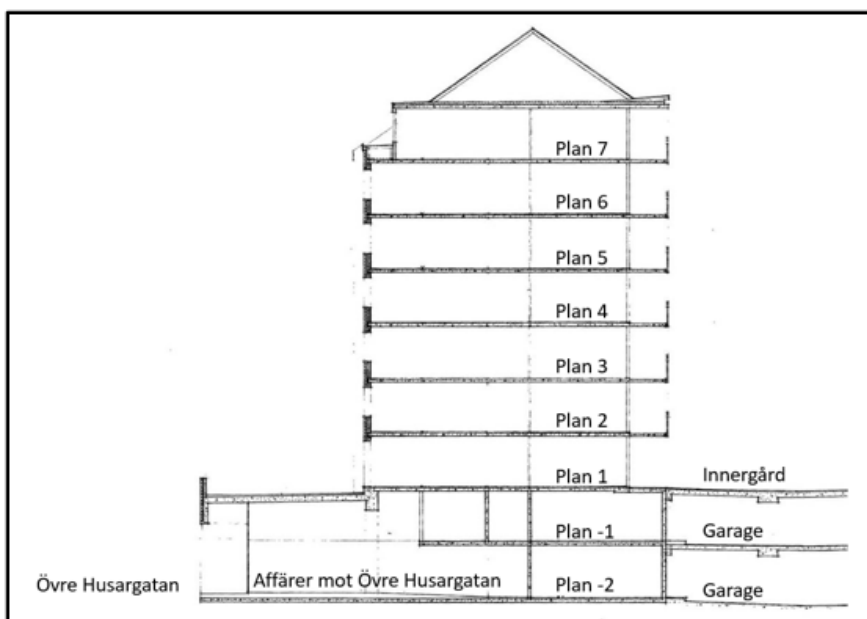 Plan 7
Plan 6
Plan 5
Plan 4
Plan 3
Plan 2
Plan 1
Innergård
Plan -1
Garage
Övre Husargatan
Affärer mot Övre Husargatan
Plan -2
Garage